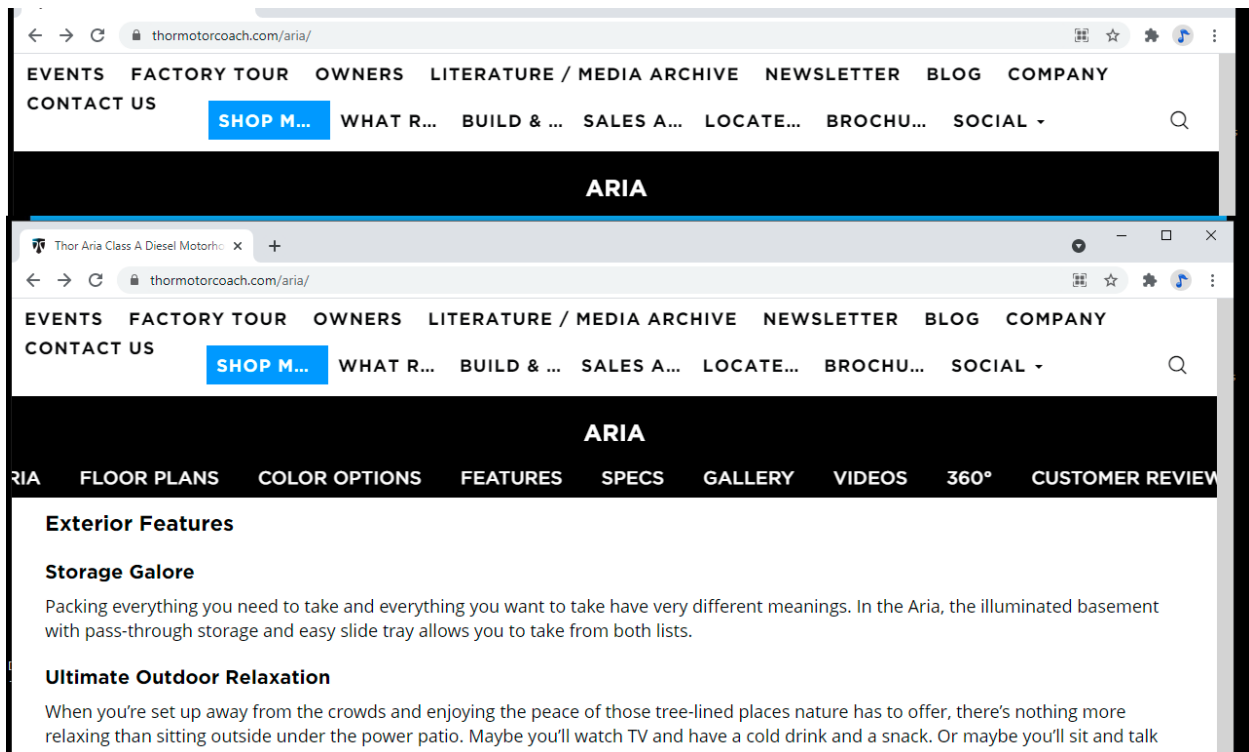 thormotorcoach.com/aria/
EVENTS FACTORY TOUR OWNERS LITERATURE / MEDIA ARCHIVE NEWSLETTER BLOG COMPANY
CONTACT US
SHOP M... WHAT R... BUILD & ... SALES A... LOCATE... BROCHU... SOCIAL
ARIA
Thor Aria Class A Diesel Motorho
thormotorcoach.com/aria/
EVENTS FACTORY TOUR OWNERS LITERATURE / MEDIA ARCHIVE NEWSLETTER BLOG COMPANY
CONTACT US
SHOP M... WHAT R... BUILD & ... SALES A... LOCATE... BROCHU... SOCIAL
ARIA
RIA FLOOR PLANS COLOR OPTIONS FEATURES SPECS GALLERY VIDEOS 360° CUSTOMER REVIEW
Exterior Features
Storage Galore
Packing everything you need to take and everything you want to take have very different meanings. In the Aria, the illuminated basement
with pass-through storage and easy slide tray allows you to take from both lists.
Ultimate Outdoor Relaxation
When you’re set up away from the crowds and enjoying the peace of those tree-lined places nature has to offer, there’s nothing more
relaxing than sitting outside under the power patio. Maybe you’ll watch TV and have a cold drink and a snack. Or maybe you’ll sit and talk